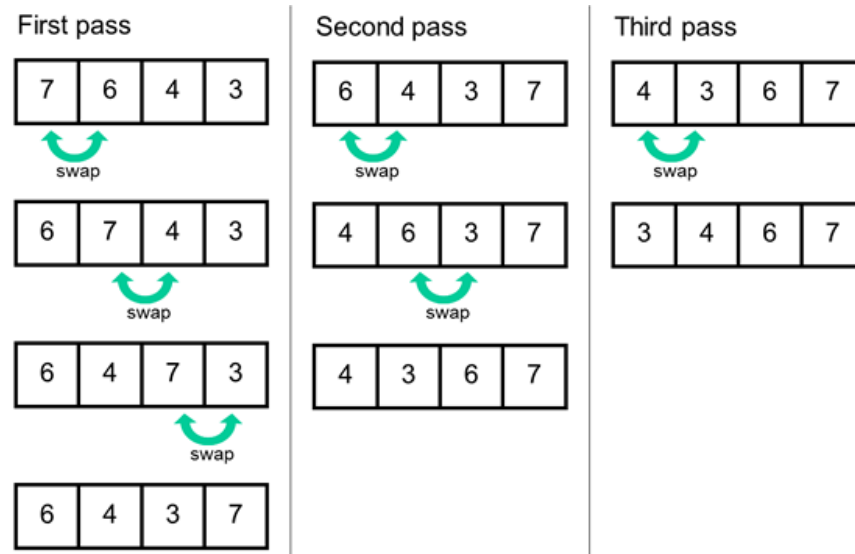 First pass
7 6 4 3
swap
6 7 4 3
swap
6 4 7 3
swap
6 4 3 7
Second pass
6 4 3 7
swap
4 6 3 7
swap
4 3 6 7
Third pass
4 3 6 7
swap
3 4 6 7